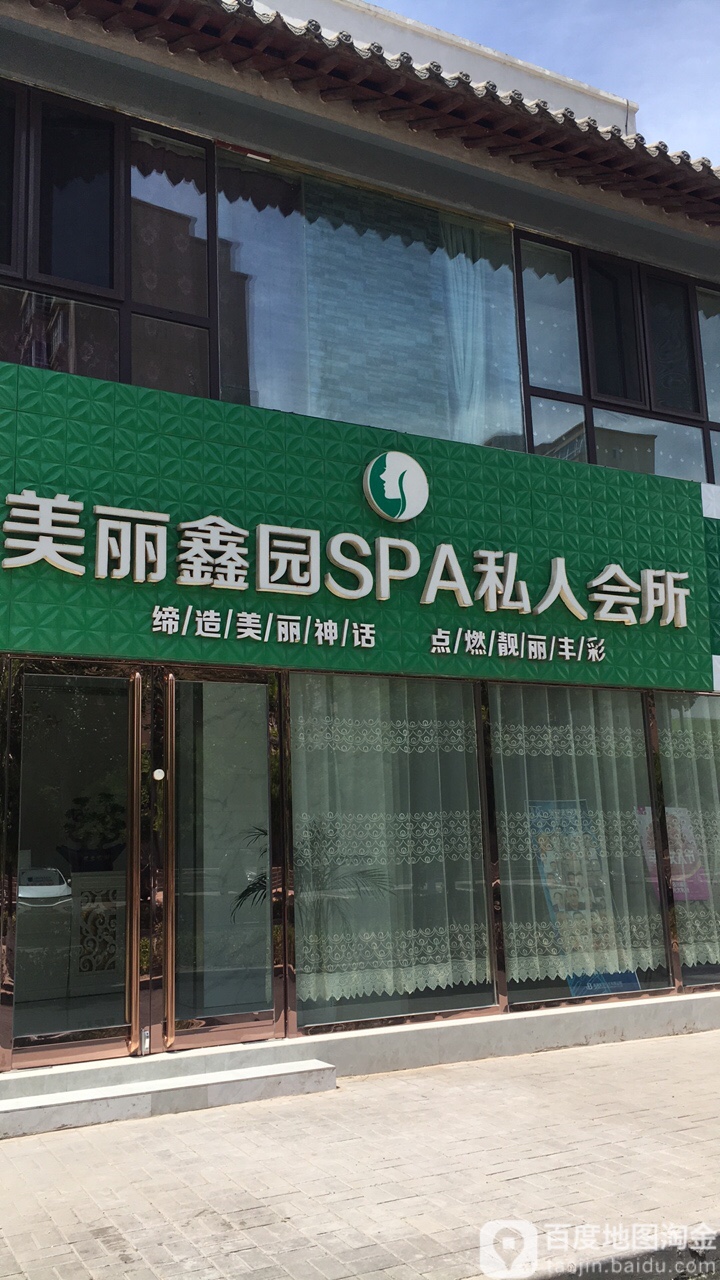 美丽鑫园SPA私人会所
缔/造/美/丽/神/话 点/燃/靓/丽/丰/彩
百度地图淘金
taojin.baidu.com